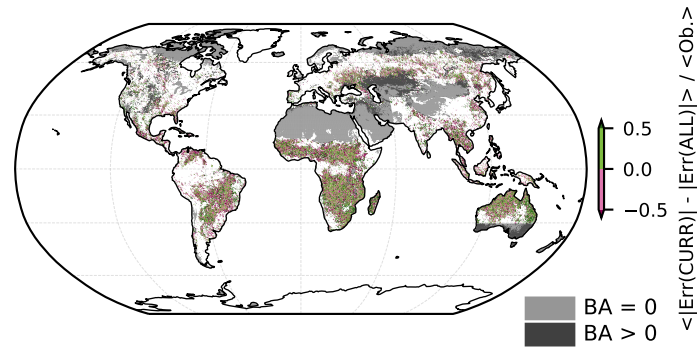 0.5
0.0
−0.5
<|Err(CURR)| - |Err(ALL)|> / <Ob.>
BA = 0
BA > 0